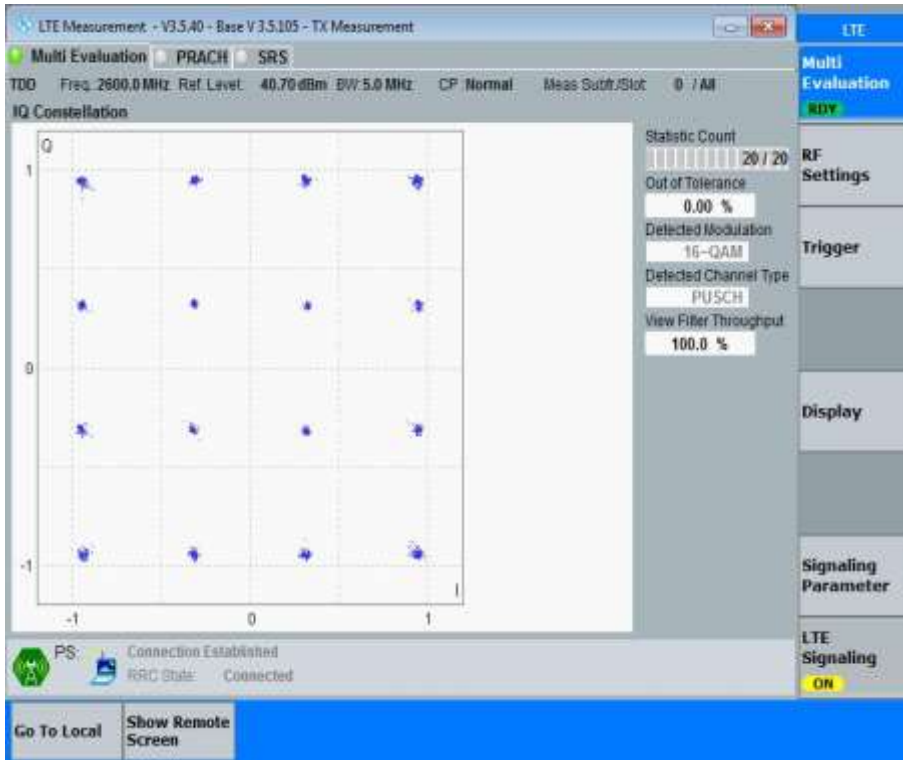 LTE Measurement - V3.5.40 - Base V 3.5.105 - TX Measurement
LTE
Multi Evaluation PRACH SRS
Multi Evaluation
RDY
TDD Freq.: 2600.0 MHz Ref. Level: 40.70 dBm BW: 5.0 MHz CP: Normal Meas Subfr./Slot: 0 / All
IQ Constellation
Q
1
0
-1
-1 0 1
I
Statistic Count
20 / 20
Out of Tolerance
0.00 %
Detected Modulation
16-QAM
Detected Channel Type
PUSCH
View Filter Throughput
100.0 %
RF
Settings
Trigger
Display
Signaling
Parameter
LTE
Signaling
ON
PS: Connection Established
RRC State: Connected
Go To Local
Show Remote
Screen